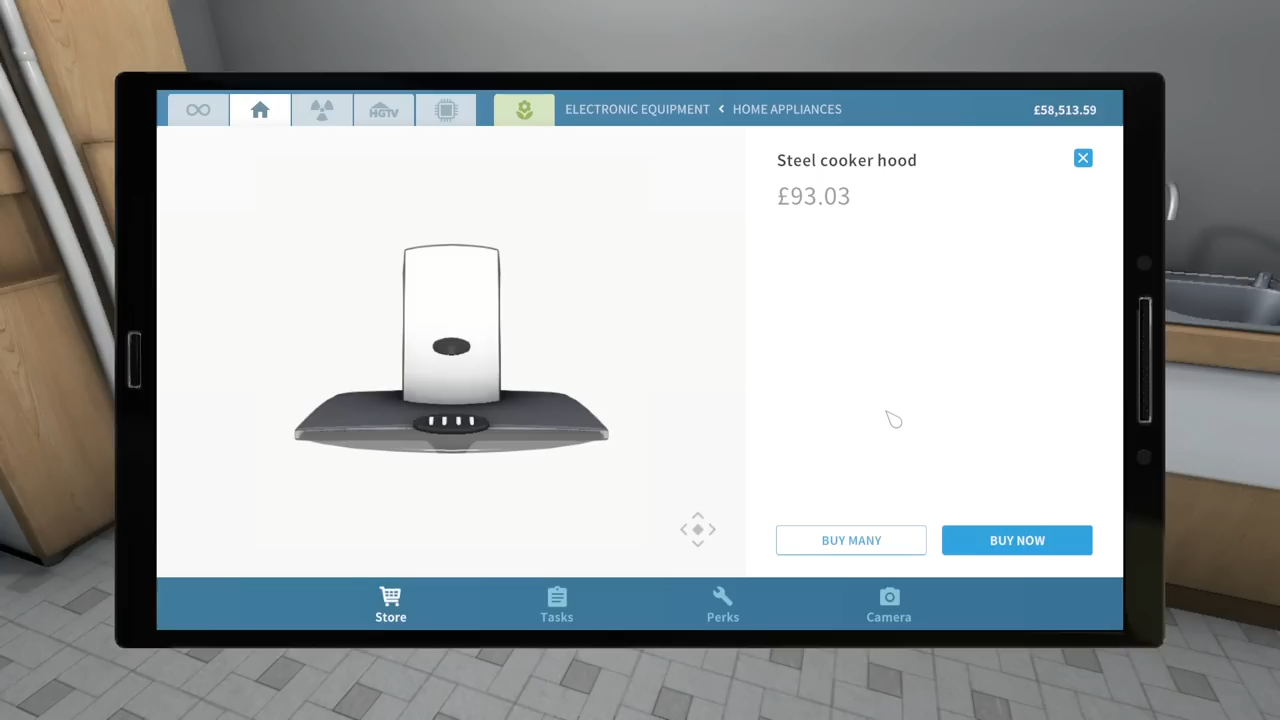 HGTV
ELECTRONIC EQUIPMENT < HOME APPLIANCES
£58,513.59
Steel cooker hood
£93.03
BUY MANY
BUY NOW
Store
Tasks
Perks
Camera